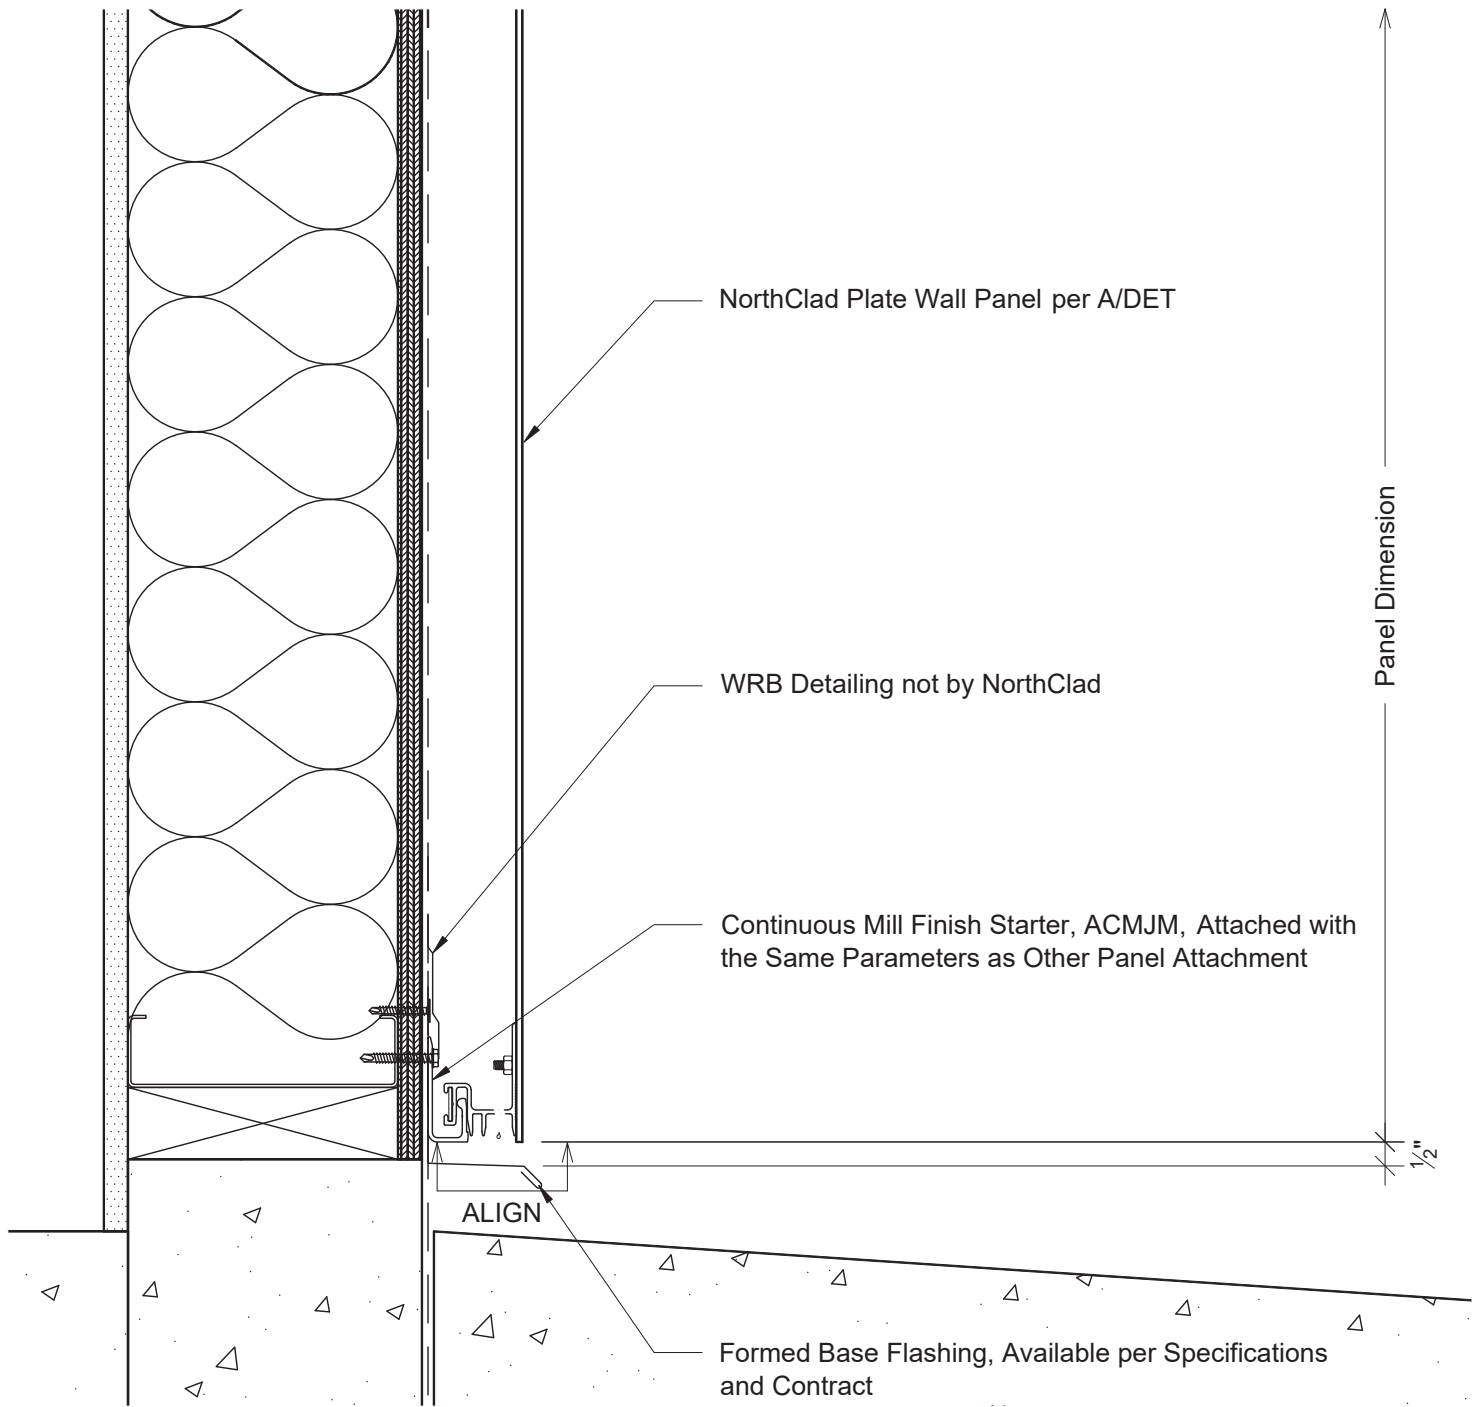 NorthClad Plate Wall Panel per A/DET
Panel Dimension
WRB Detailing not by NorthClad
Continuous Mill Finish Starter, ACMJM, Attached with
the Same Parameters as Other Panel Attachment
1/2"
ALIGN
Formed Base Flashing, Available per Specifications
and Contract